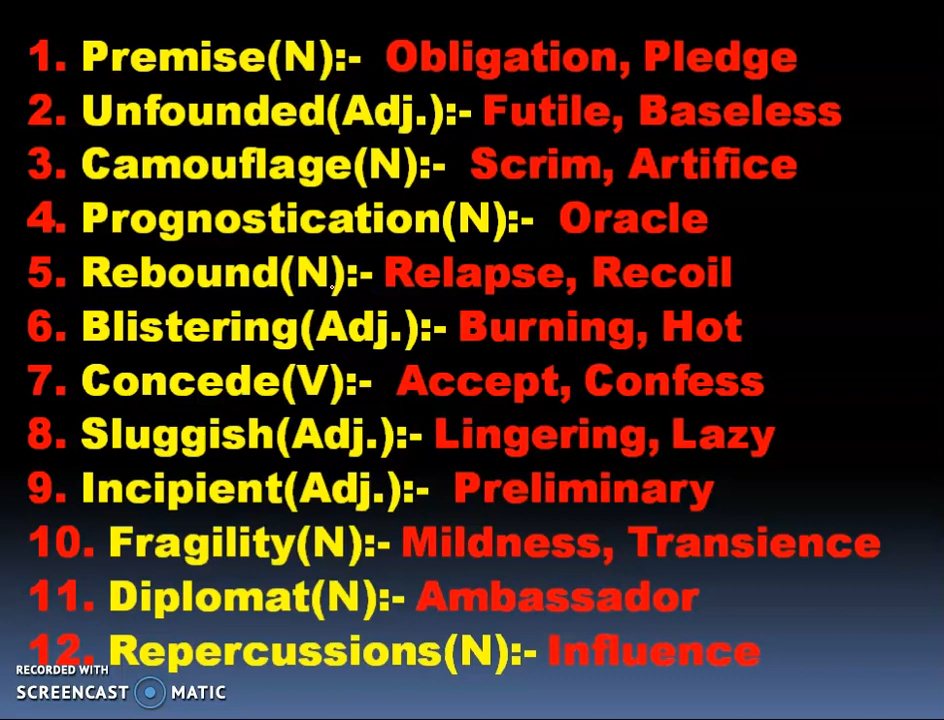 1. Premise(N):- Obligation, Pledge
2. Unfounded(Adj.):- Futile, Baseless
3. Camouflage(N):- Scrim, Artifice
4. Prognostication(N):- Oracle
5. Rebound(N):- Relapse, Recoil
6. Blistering(Adj.):- Burning, Hot
7. Concede(V):- Accept, Confess
8. Sluggish(Adj.):- Lingering, Lazy
9. Incipient(Adj.):- Preliminary
10. Fragility(N):- Mildness, Transience
11. Diplomat(N):- Ambassador
12. Repercussions(N):- Influence
RECORDED WITH
SCREENCAST MATIC